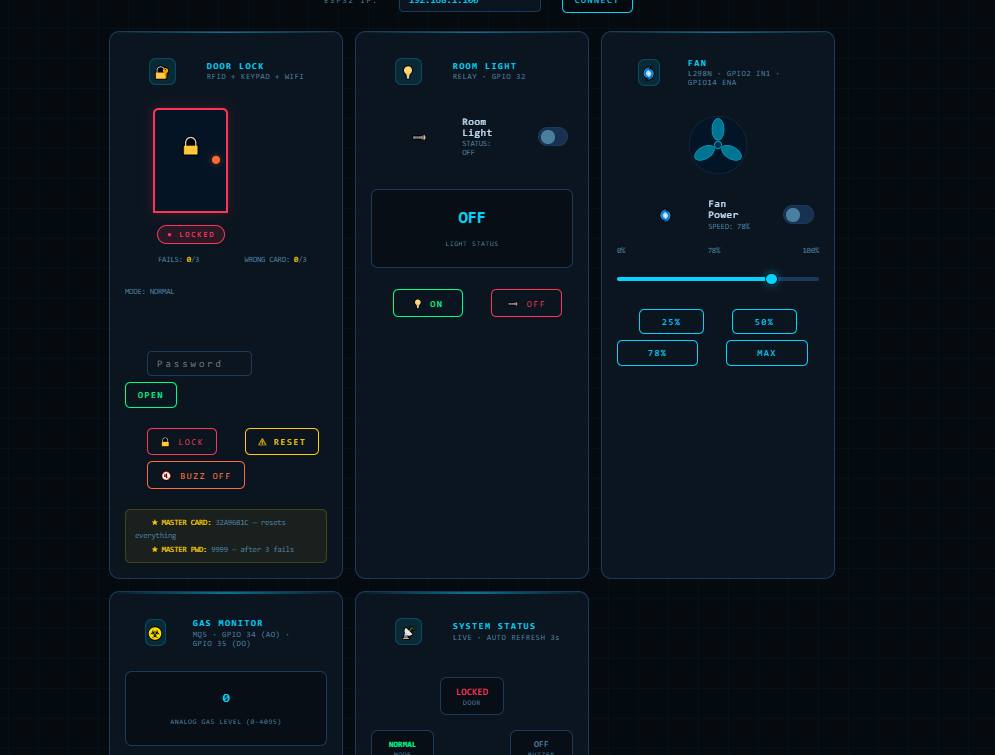 ESP32 IP:
192.168.1.100
CONNECT
DOOR LOCK
RFID + KEYPAD + WIFI
● LOCKED
FAILS: 0/3
WRONG CARD: 0/3
MODE: NORMAL
Password
OPEN
LOCK
RESET
BUZZ OFF
★ MASTER CARD: 32A96B1C — resets
everything
★ MASTER PWD: 9999 — after 3 fails
ROOM LIGHT
RELAY · GPIO 32
Room
Light
STATUS:
OFF
OFF
LIGHT STATUS
ON
OFF
FAN
L298N · GPIO2 IN1 ·
GPIO14 ENA
Fan
Power
SPEED: 78%
0%
78%
100%
25%
50%
78%
MAX
GAS MONITOR
MQ5 · GPIO 34 (AO) ·
GPIO 35 (DO)
0
ANALOG GAS LEVEL (0-4095)
SYSTEM STATUS
LIVE · AUTO REFRESH 3s
LOCKED
DOOR
NORMAL
MODE
OFF
BUZZER